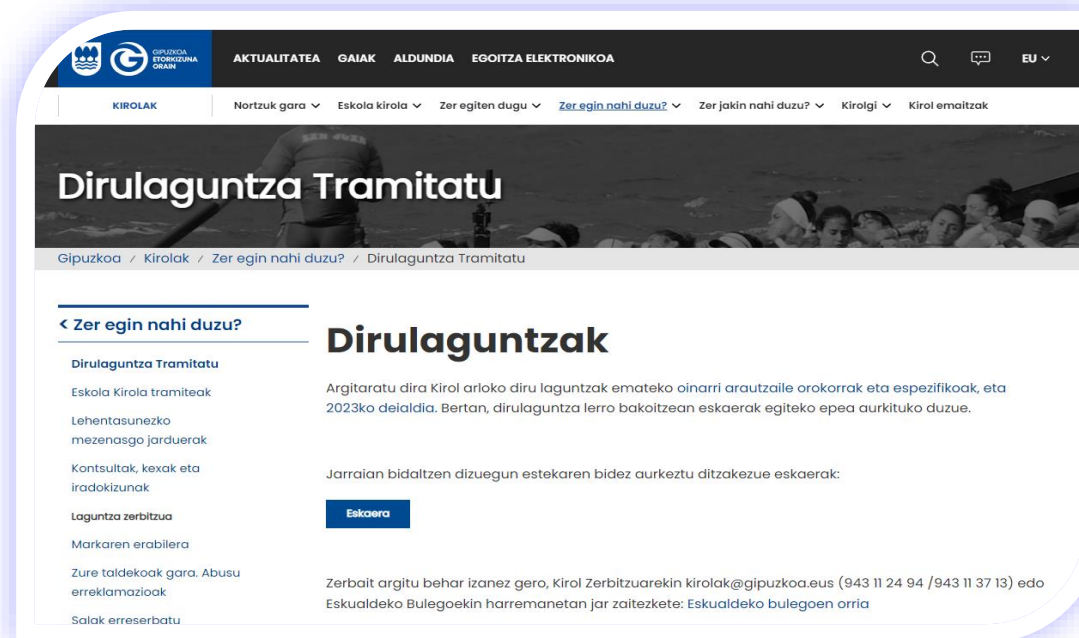 GIPUZKOA
ETORKIZUNA
ORAIN
AKTUALITATEA GAIAK ALDUNDIA EGOITZA ELEKTRONIKOA
EU
KIROLAK
Nortzuk gara Eskola kirola Zer egiten dugu Zer egin nahi duzu? Zer jakin nahi duzu? Kirolgi Kirol emaitzak
Dirulaguntza Tramitatu
Gipuzkoa / Kirolak / Zer egin nahi duzu? / Dirulaguntza Tramitatu
< Zer egin nahi duzu?
Dirulaguntza Tramitatu
Eskola Kirola tramiteak
Lehentasunezko
mezenasgo jarduerak
Kontsultak, kexak eta
iradokizunak
Laguntza zerbitzua
Markaren erabilera
Zure taldekoak gara. Abusu
erreklamazioak
Salak erreserbatu
Dirulaguntzak
Argitaratu dira Kirol arloko diru laguntzak emateko oinarri arautzaile orokorrak eta espezifikoak, eta
2023ko deialdia. Bertan, dirulaguntza lerro bakoitzean eskaerak egiteko epea aurkituko duzue.
Jarraian bidaltzen dizuegun estekaren bidez aurkeztu ditzakezue eskaerak:
Eskaera
Zerbait argitu behar izanez gero, Kirol Zerbitzuarekin kirolak@gipuzkoa.eus (943 11 24 94 /943 11 37 13) edo
Eskualdeko Bulegoekin harremanetan jar zaitezkete: Eskualdeko bulegoen orria